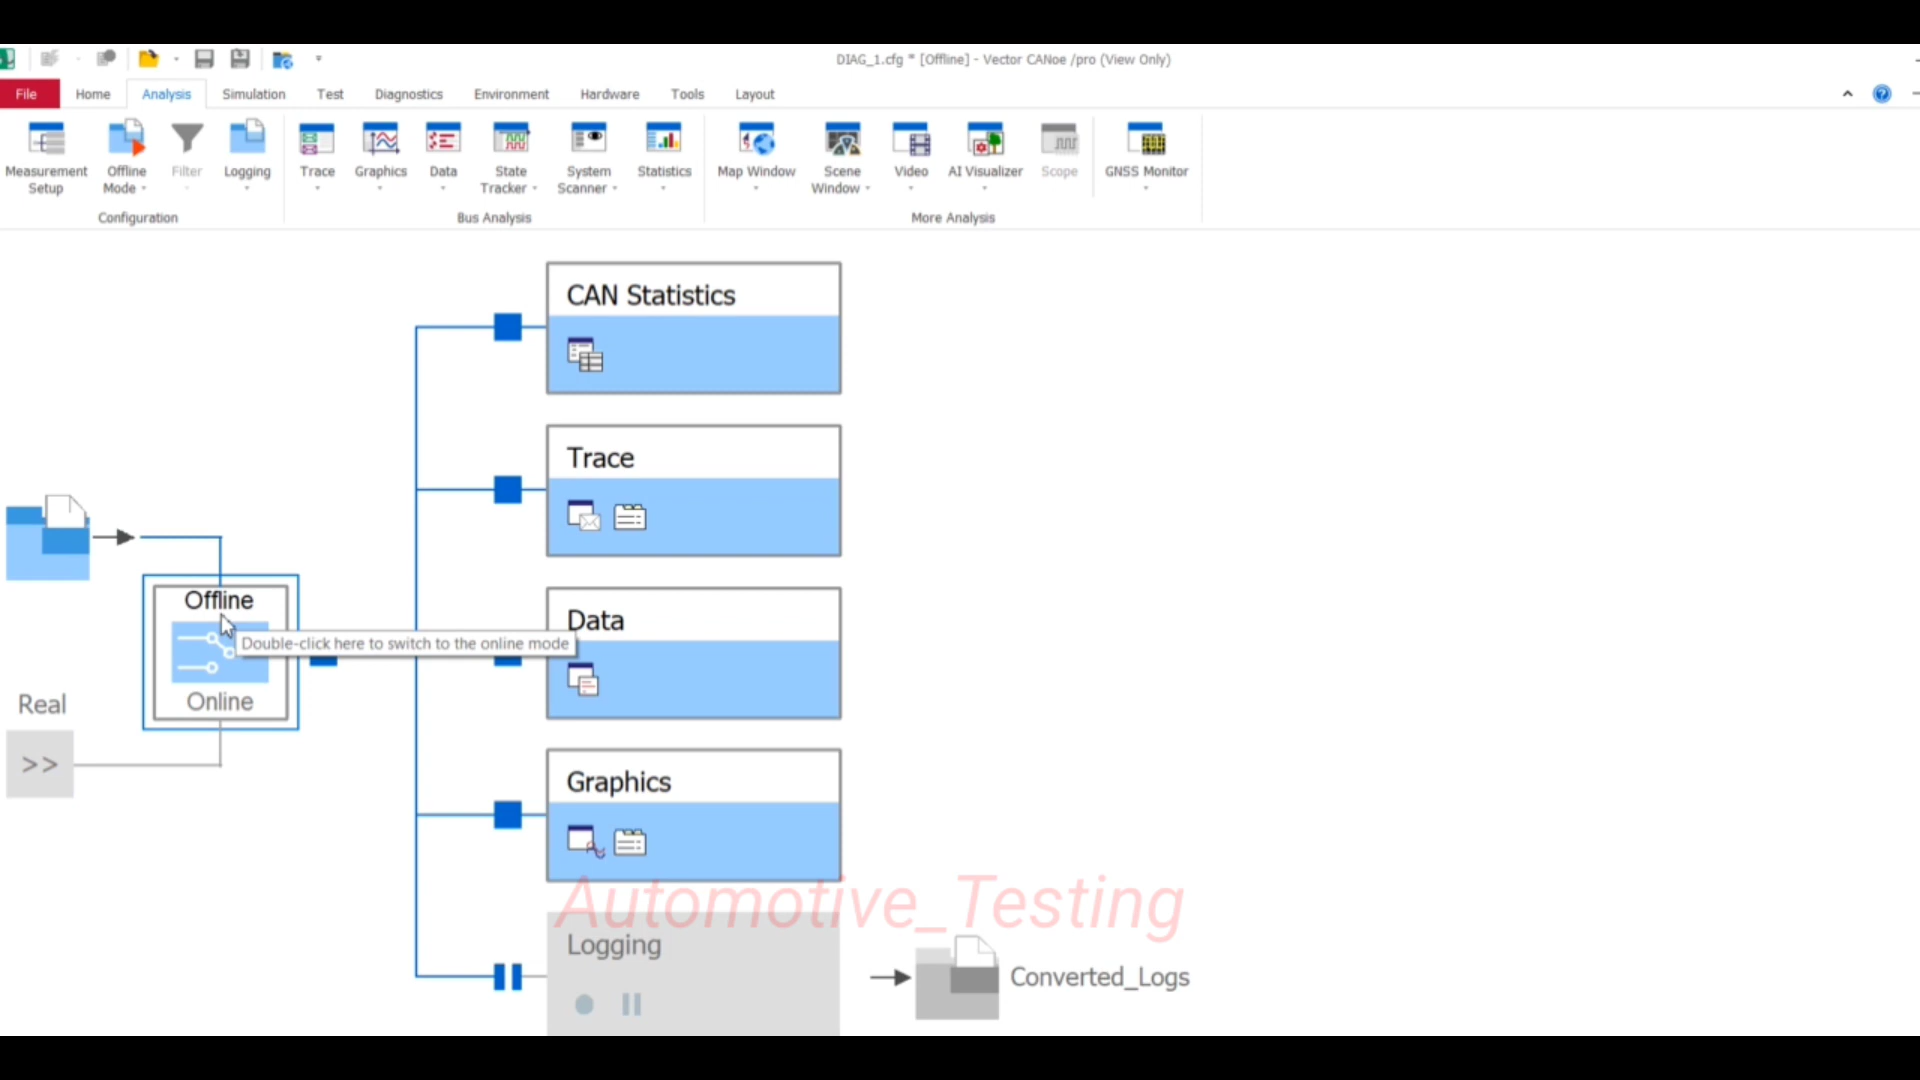 DIAG_1.cfg * [Offline] - Vector CANoe /pro (View Only)
File Home Analysis Simulation Test Diagnostics Environment Hardware Tools Layout
Measurement Setup
Offline Mode
Filter
Logging
Trace
Graphics
Data
State Tracker
System Scanner
Statistics
Map Window
Scene Window
Video
AI Visualizer
Scope
GNSS Monitor
Configuration
Bus Analysis
More Analysis
CAN Statistics
Trace
Offline
Double-click here to switch to the online mode
Online
Data
Real
>>
Graphics
Automotive_Testing
Logging
Converted_Logs